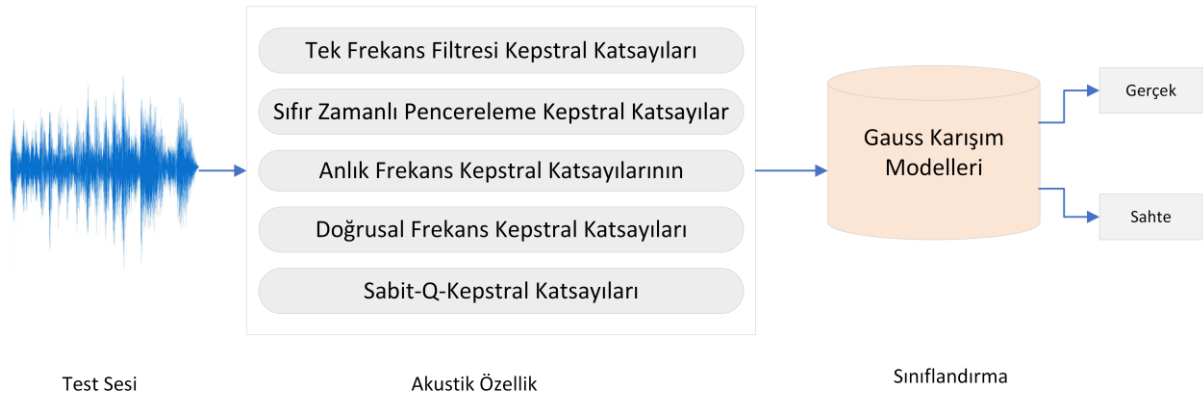 Tek Frekans Filtresi Kepstral Katsayıları
Sıfır Zamanlı Pencereleme Kepstral Katsayılar
Anlık Frekans Kepstral Katsayılarının
Doğrusal Frekans Kepstral Katsayıları
Sabit-Q-Kepstral Katsayıları
Gauss Karışım
Modelleri
Gerçek
Sahte
Test Sesi
Akustik Özellik
Sınıflandırma